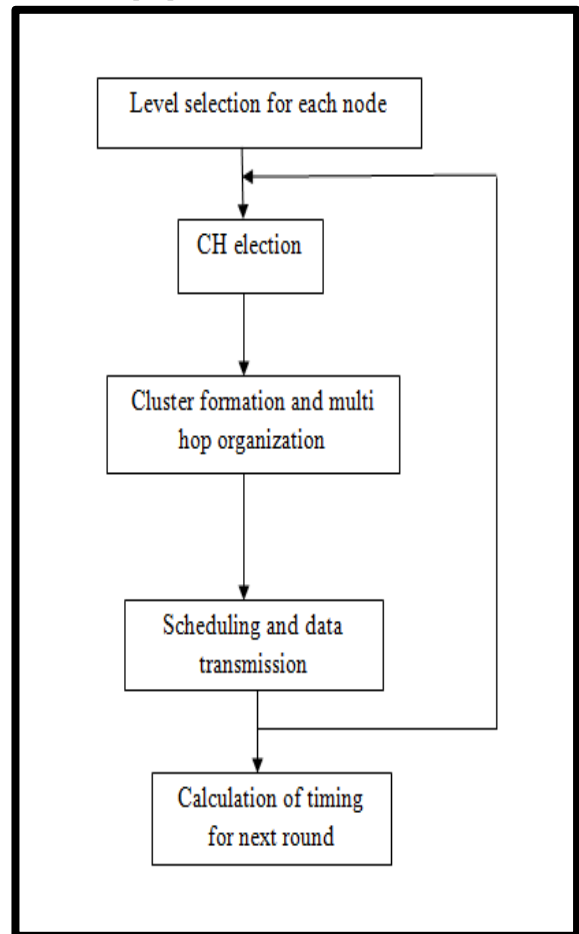 Level selection for each node
CH election
Cluster formation and multi
hop organization
Scheduling and data
transmission
Calculation of timing
for next round